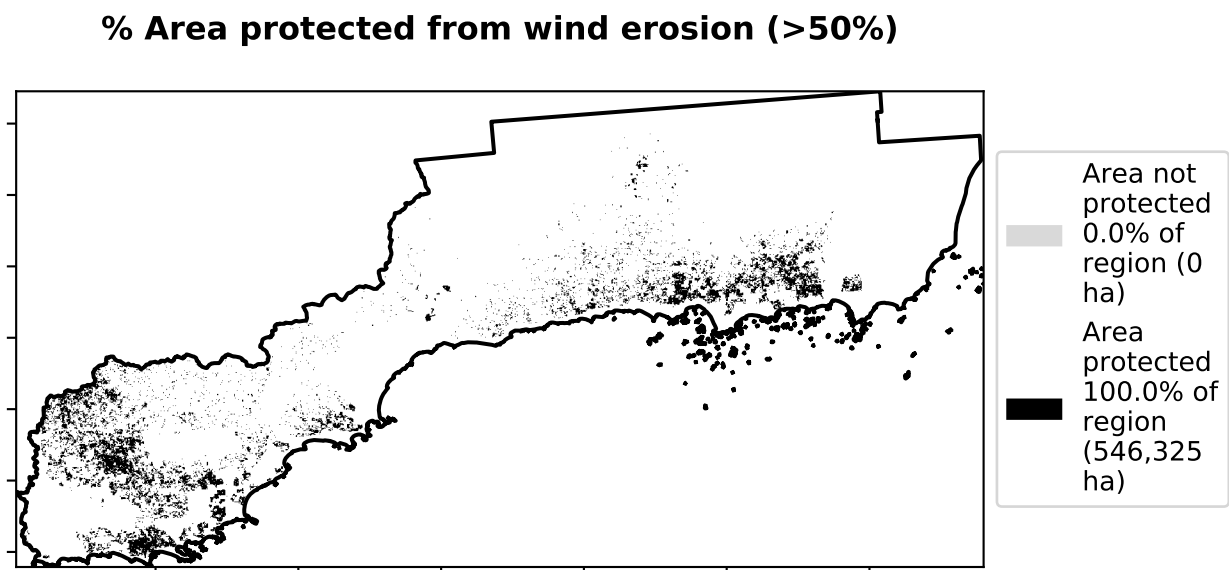 % Area protected from wind erosion (>50%)
Area not
protected
0.0% of
region (0
ha)
Area
protected
100.0% of
region
(546,325
ha)